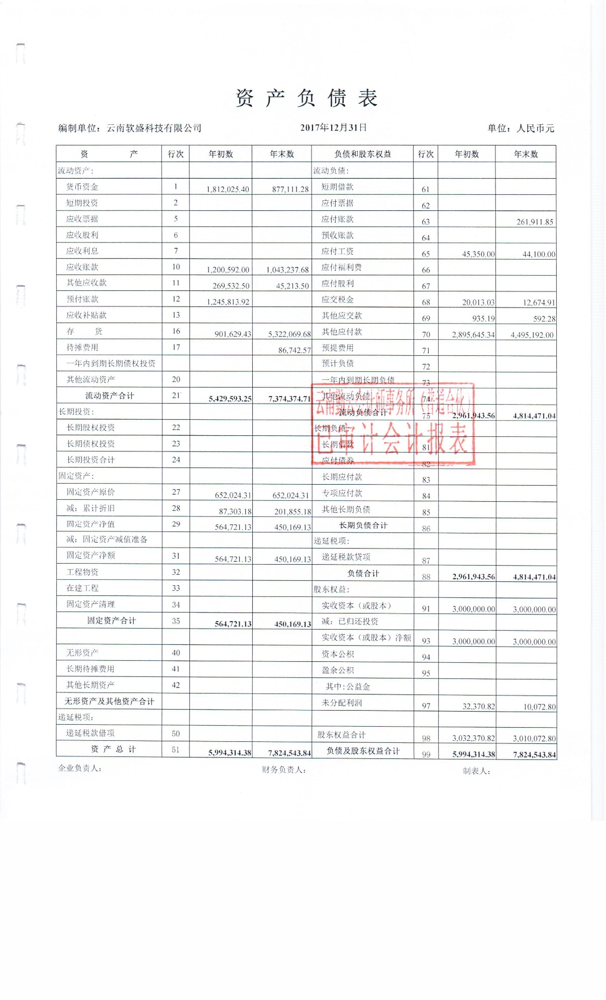 资产负债表
编制单位：云南软盛科技有限公司 2017年12月31日 单位：人民币元
资 产 行次 年初数 年末数 负债和股东权益 行次 年初数 年末数
流动资产： 流动负债：
货币资金 1 1,812,025.40 877,111.28 短期借款 61
短期投资 2 应付票据 62
应收票据 5 应付账款 63 261,911.85
应收股利 6 预收账款 64
应收利息 7 应付工资 65 45,350.00 44,100.00
应收账款 10 1,200,592.00 1,043,237.68 应付福利费 66
其他应收款 11 269,532.50 45,213.50 应付股利 67
预付账款 12 1,245,813.92 应交税金 68 20,013.03 12,674.91
应收补贴款 13 其他应交款 69 935.19 592.28
存 货 16 901,629.43 5,322,069.68 其他应付款 70 2,895,645.34 4,495,192.00
待摊费用 17 86,742.57 预提费用 71
一年内到期长期债权投资 预计负债 72
其他流动资产 20 一年内到期长期负债 73
流动资产合计 21 5,429,593.25 7,374,374.71 其他流动负债 74
云南勤云会计师事务所（普通合伙）
长期投资： 流动负债合计 75 2,961,943.56 4,814,471.04
长期股权投资 22 长期负债：
已审计会计报表
长期债权投资 23 长期借款 81
长期投资合计 24 应付债券 82
固定资产： 长期应付款 83
固定资产原价 27 652,024.31 652,024.31 专项应付款 84
减：累计折旧 28 87,303.18 201,855.18 其他长期负债 85
固定资产净值 29 564,721.13 450,169.13 长期负债合计 86
减：固定资产减值准备 递延税项：
固定资产净额 31 564,721.13 450,169.13 递延税款贷项 87
工程物资 32 负债合计 88 2,961,943.56 4,814,471.04
在建工程 33 股东权益：
固定资产清理 34 实收资本（或股本） 91 3,000,000.00 3,000,000.00
固定资产合计 35 564,721.13 450,169.13 减：已归还投资
实收资本（或股本）净额 93 3,000,000.00 3,000,000.00
无形资产 40 资本公积 94
长期待摊费用 41 盈余公积 95
其他长期资产 42 其中:公益金
无形资产及其他资产合计 未分配利润 97 32,370.82 10,072.80
递延税项：
递延税款借项 50 股东权益合计 98 3,032,370.82 3,010,072.80
资 产 总 计 51 5,994,314.38 7,824,543.84 负债及股东权益合计 99 5,994,314.38 7,824,543.84
企业负责人： 财务负责人： 制表人：